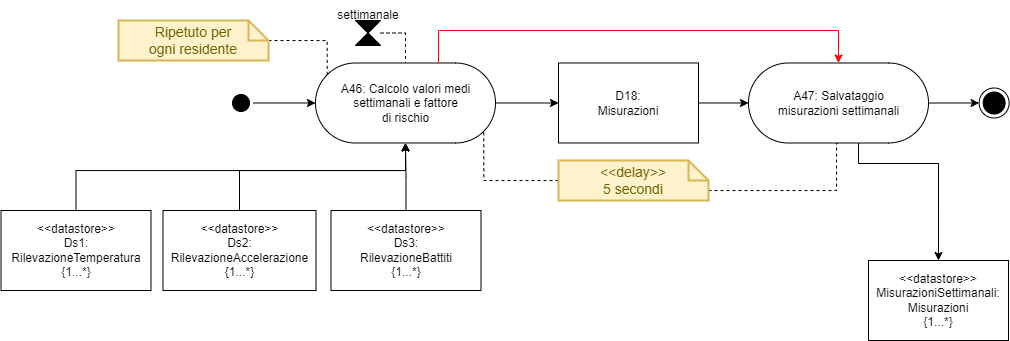 settimanale
Ripetuto per
ogni residente
A46: Calcolo valori medi
settimanali e fattore
di rischio
D18:
Misurazioni
A47: Salvataggio
misurazioni settimanali
<<delay>>
5 secondi
<<datastore>>
Ds1:
RilevazioneTemperatura
{1...*}
<<datastore>>
Ds2:
RilevazioneAccelerazione
{1...*}
<<datastore>>
Ds3:
RilevazioneBattiti
{1...*}
<<datastore>>
MisurazioniSettimanali:
Misurazioni
{1...*}